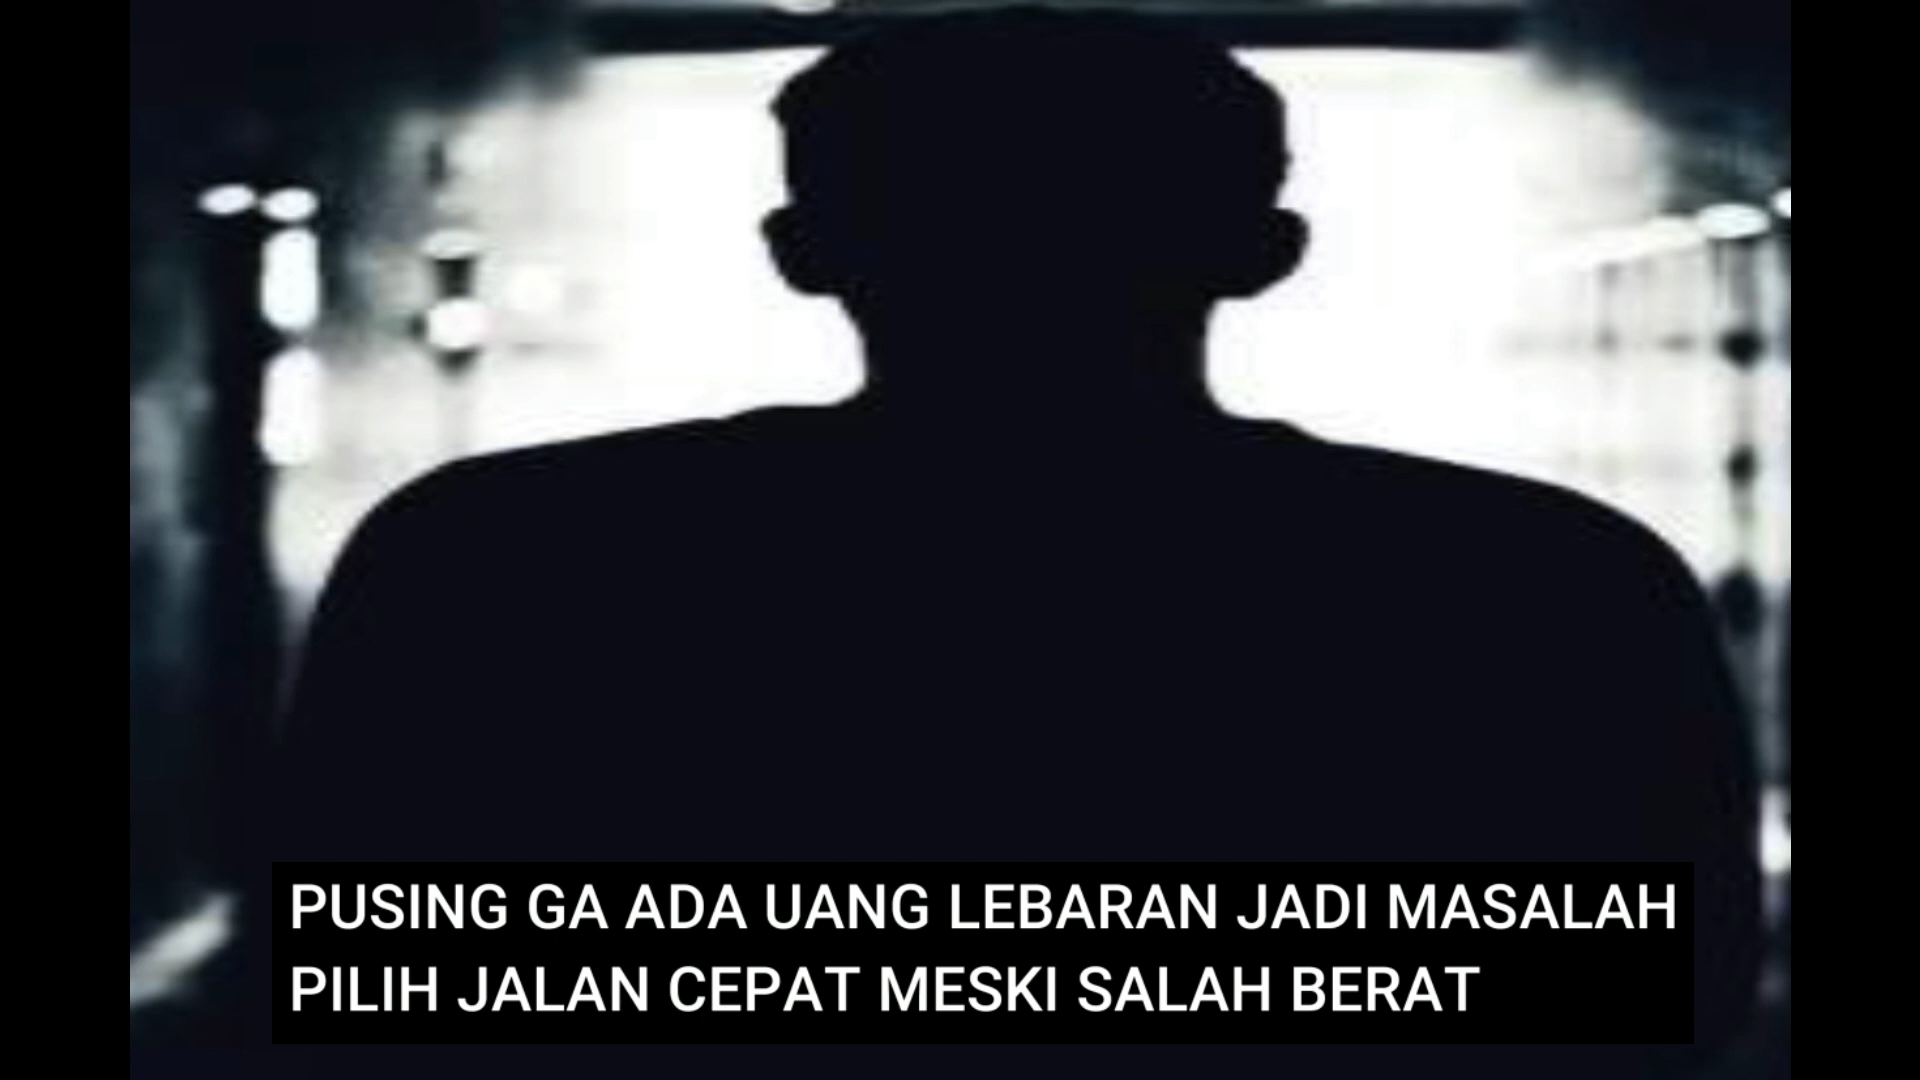 PUSING GA ADA UANG LEBARAN JADI MASALAH
PILIH JALAN CEPAT MESKI SALAH BERAT